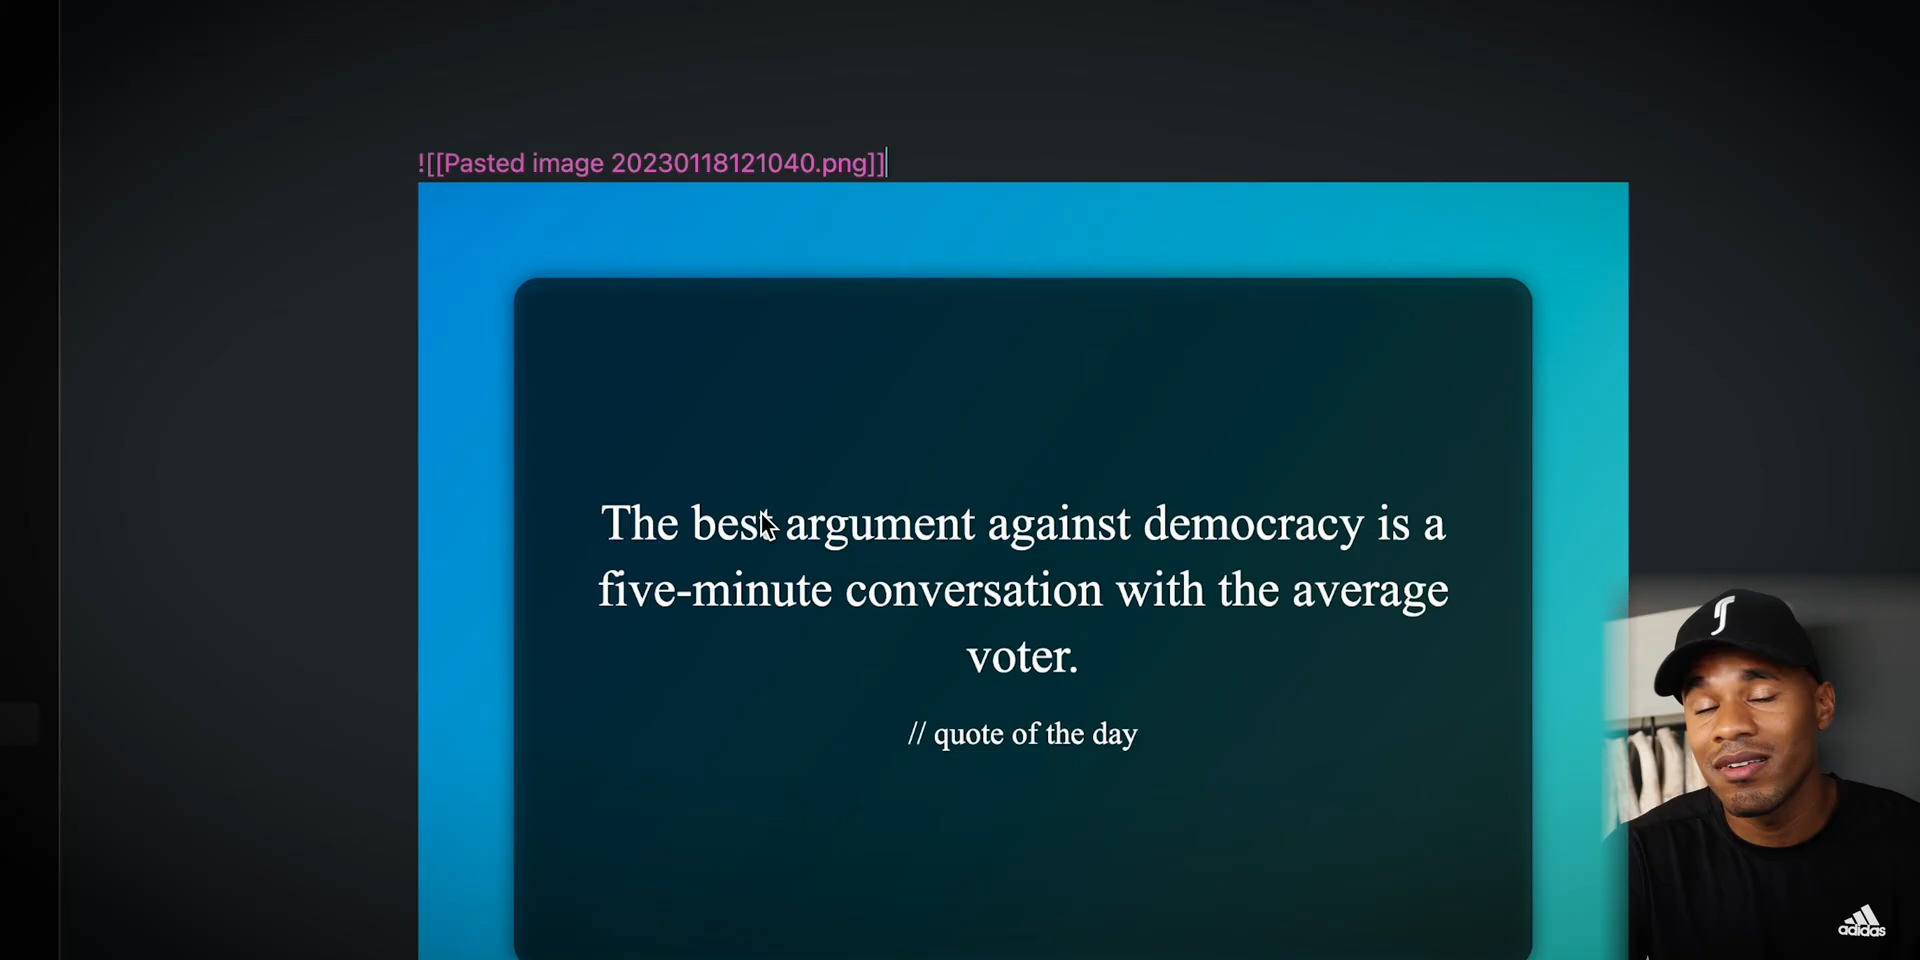 ![[Pasted image 20230118121040.png]]
The best argument against democracy is a
five-minute conversation with the average
voter.
// quote of the day
adidas